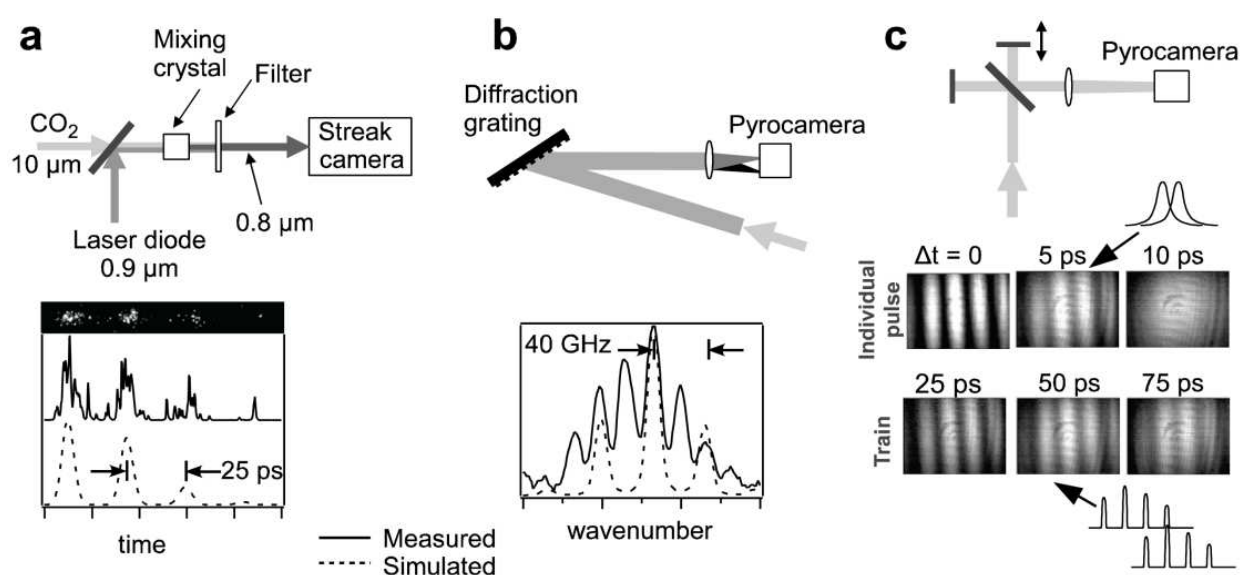 a
Mixing
crystal
Filter
CO₂
10 µm
Streak
camera
0.8 µm
Laser diode
0.9 µm
25 ps
time
b
Diffraction
grating
Pyrocamera
40 GHz
wavenumber
Measured
Simulated
c
Pyrocamera
Δt = 0
5 ps
10 ps
Individual
pulse
25 ps
50 ps
75 ps
Train